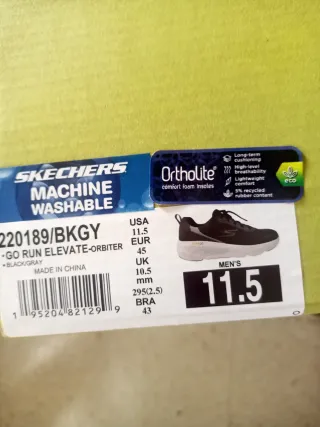 SKECHERS
MACHINE
WASHABLE
Ortholite
comfort foam insoles
Long-term
cushioning
High-level
breathability
Lightweight
comfort
5% recycled
rubber content
eco
220189/BKGY
•GO RUN ELEVATE-ORBITER
•BLACK/GRAY
MADE IN CHINA
1 95204 82129 9
USA
11.5
EUR
45
UK
10.5
mm
295(2.5)
BRA
43
MEN'S
11.5